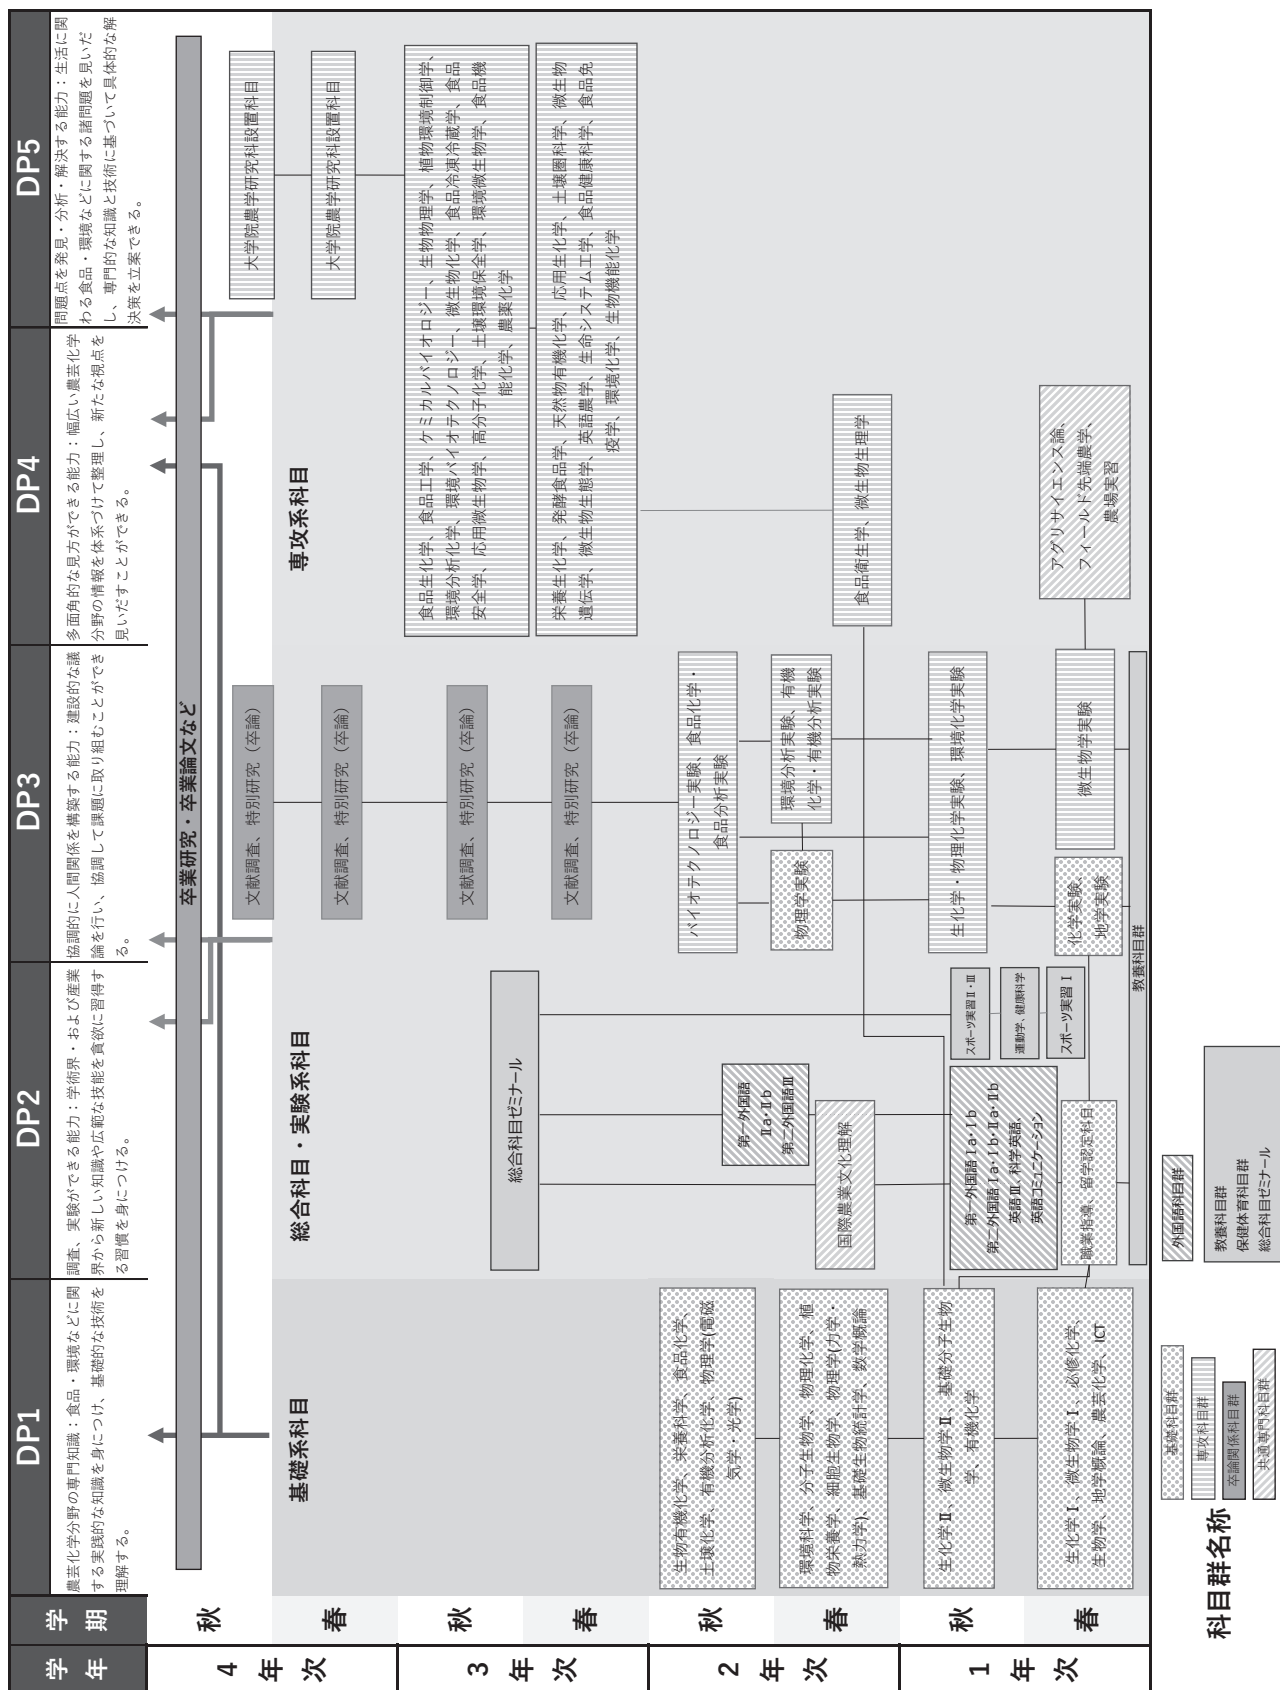 学年
学期
DP1
DP2
DP3
DP4
DP5
農芸化学分野の専門知識：食品・環境などに関
する実践的な知識を身につけ、基礎的な技術を
理解する。
調査、実験ができる能力：学術界・および産業
界から新しい知識や広範な技能を貪欲に習得す
る習慣を身につける。
協調的に人間関係を構築する能力：建設的な議
論を行い、協調して課題に取り組むことができ
る。
多面角的な見方ができる能力：幅広い農芸化学
分野の情報を体系づけて整理し、新たな視点を
見いだすことができる。
問題点を発見・分析・解決する能力：生活に関
わる食品・環境などに関する諸問題を見いだ
し、専門的な知識と技術に基づいて具体的な解
決策を立案できる。
4年次
秋
春
3年次
秋
春
2年次
秋
春
1年次
秋
春
卒業研究・卒業論文など
基礎系科目
総合科目・実験系科目
専攻系科目
文献調査、特別研究（卒論）
文献調査、特別研究（卒論）
文献調査、特別研究（卒論）
文献調査、特別研究（卒論）
大学院農学研究科設置科目
大学院農学研究科設置科目
食品生化学、食品工学、ケミカルバイオロジー、生物物理学、植物環境制御学、
環境分析化学、環境バイオテクノロジー、微生物化学、食品冷凍冷蔵学、食品
安全学、応用微生物学、高分子化学、土壌環境保全学、環境微生物学、食品機
能化学、農薬化学
栄養生化学、発酵食品学、天然物有機化学、応用生化学、土壌圏科学、微生物
遺伝学、微生物生態学、英語農学、生命システム工学、食品健康科学、食品免
疫学、環境化学、生物機能化学
総合科目ゼミナール
生物有機化学、栄養科学、食品化学、
土壌化学、有機分析化学、物理学(電磁
気学・光学)
第一外国語
Ⅱa・Ⅱb
第二外国語Ⅲ
バイオテクノロジー実験、食品化学・
食品分析実験
環境科学、分子生物学、物理化学、植
物栄養学、細胞生物学、物理学(力学・
熱力学)、基礎生物統計学、数学概論
国際農業文化理解
物理学実験
環境分析実験、有機
化学・有機分析実験
食品衛生学、微生物生理学
生化学Ⅱ、微生物学Ⅱ、基礎分子生物
学、有機化学
第一外国語Ⅰa・Ⅰb
第二外国語Ⅰa・Ⅰb・Ⅱa・Ⅱb
英語Ⅲ、科学英語、
英語コミュニケーション
スポーツ実習Ⅱ・Ⅲ
運動学、健康科学
スポーツ実習Ⅰ
生化学・物理化学実験、環境化学実験
生化学Ⅰ、微生物学Ⅰ、必修化学、
生物学、地学概論、農芸化学、ICT
職業指導、留学認定科目
化学実験、
地学実験
微生物学実験
アグリサイエンス論、
フィールド先端農学、
農場実習
教養科目群
科目群名称
基礎科目群
専攻科目群
卒論関係科目群
共通専門科目群
外国語科目群
教養科目群
保健体育科目群
総合科目ゼミナール